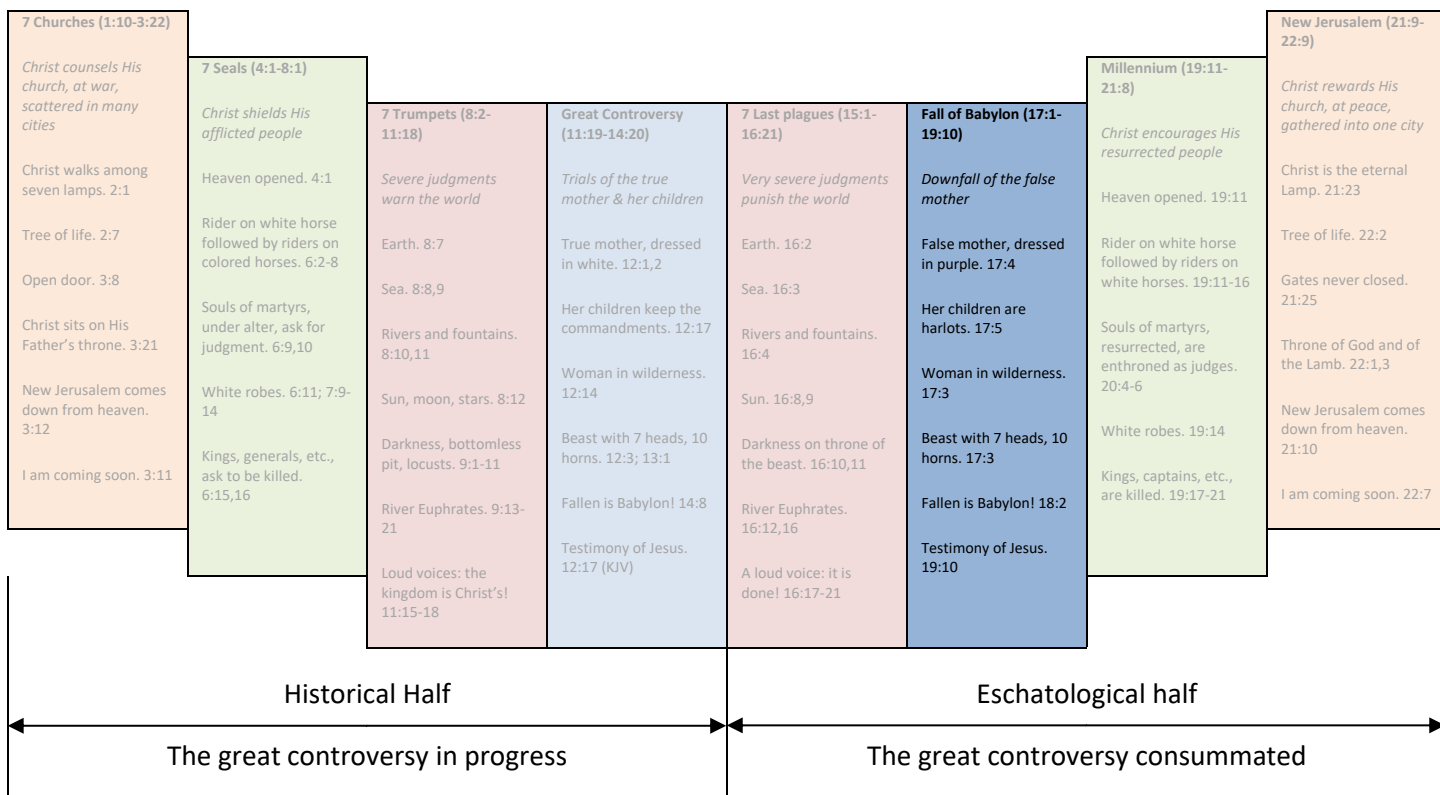 7 Churches (1:10-3:22)
Christ counsels His
church, at war,
scattered in many
cities
Christ walks among
seven lamps. 2:1
Tree of life. 2:7
Open door. 3:8
Christ sits on His
Father’s throne. 3:21
New Jerusalem comes
down from heaven.
3:12
I am coming soon. 3:11
7 Seals (4:1-8:1)
Christ shields His
afflicted people
Heaven opened. 4:1
Rider on white horse
followed by riders on
colored horses. 6:2-8
Souls of martyrs,
under alter, ask for
judgment. 6:9,10
White robes. 6:11; 7:9-
14
Kings, generals, etc.,
ask to be killed.
6:15,16
7 Trumpets (8:2-
11:18)
Severe judgments
warn the world
Earth. 8:7
Sea. 8:8,9
Rivers and fountains.
8:10,11
Sun, moon, stars. 8:12
Darkness, bottomless
pit, locusts. 9:1-11
River Euphrates. 9:13-
21
Loud voices: the
kingdom is Christ’s!
11:15-18
Great Controversy
(11:19-14:20)
Trials of the true
mother & her children
True mother, dressed
in white. 12:1,2
Her children keep the
commandments. 12:17
Woman in wilderness.
12:14
Beast with 7 heads, 10
horns. 12:3; 13:1
Fallen is Babylon! 14:8
Testimony of Jesus.
12:17 (KJV)
7 Last plagues (15:1-
16:21)
Very severe judgments
punish the world
Earth. 16:2
Sea. 16:3
Rivers and fountains.
16:4
Sun. 16:8,9
Darkness on throne of
the beast. 16:10,11
River Euphrates.
16:12,16
A loud voice: it is
done! 16:17-21
Fall of Babylon (17:1-
19:10)
Downfall of the false
mother
False mother, dressed
in purple. 17:4
Her children are
harlots. 17:5
Woman in wilderness.
17:3
Beast with 7 heads, 10
horns. 17:3
Fallen is Babylon! 18:2
Testimony of Jesus.
19:10
Millennium (19:11-
21:8)
Christ encourages His
resurrected people
Heaven opened. 19:11
Rider on white horse
followed by riders on
white horses. 19:11-16
Souls of martyrs,
resurrected, are
enthroned as judges.
20:4-6
White robes. 19:14
Kings, captains, etc.,
are killed. 19:17-21
New Jerusalem (21:9-
22:9)
Christ rewards His
church, at peace,
gathered into one city
Christ is the eternal
Lamp. 21:23
Tree of life. 22:2
Gates never closed.
21:25
Throne of God and of
the Lamb. 22:1,3
New Jerusalem comes
down from heaven.
21:10
I am coming soon. 22:7
Historical Half
The great controversy in progress
Eschatological half
The great controversy consummated